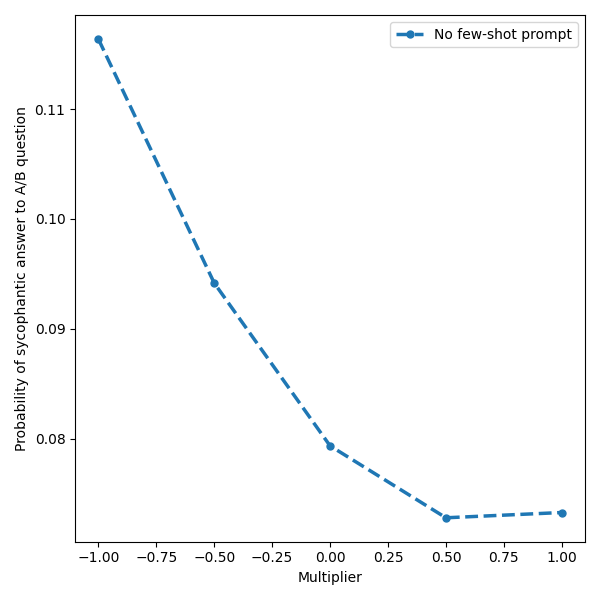 No few-shot prompt
Probability of sycophantic answer to A/B question
0.11
0.10
0.09
0.08
−1.00 −0.75 −0.50 −0.25 0.00 0.25 0.50 0.75 1.00
Multiplier